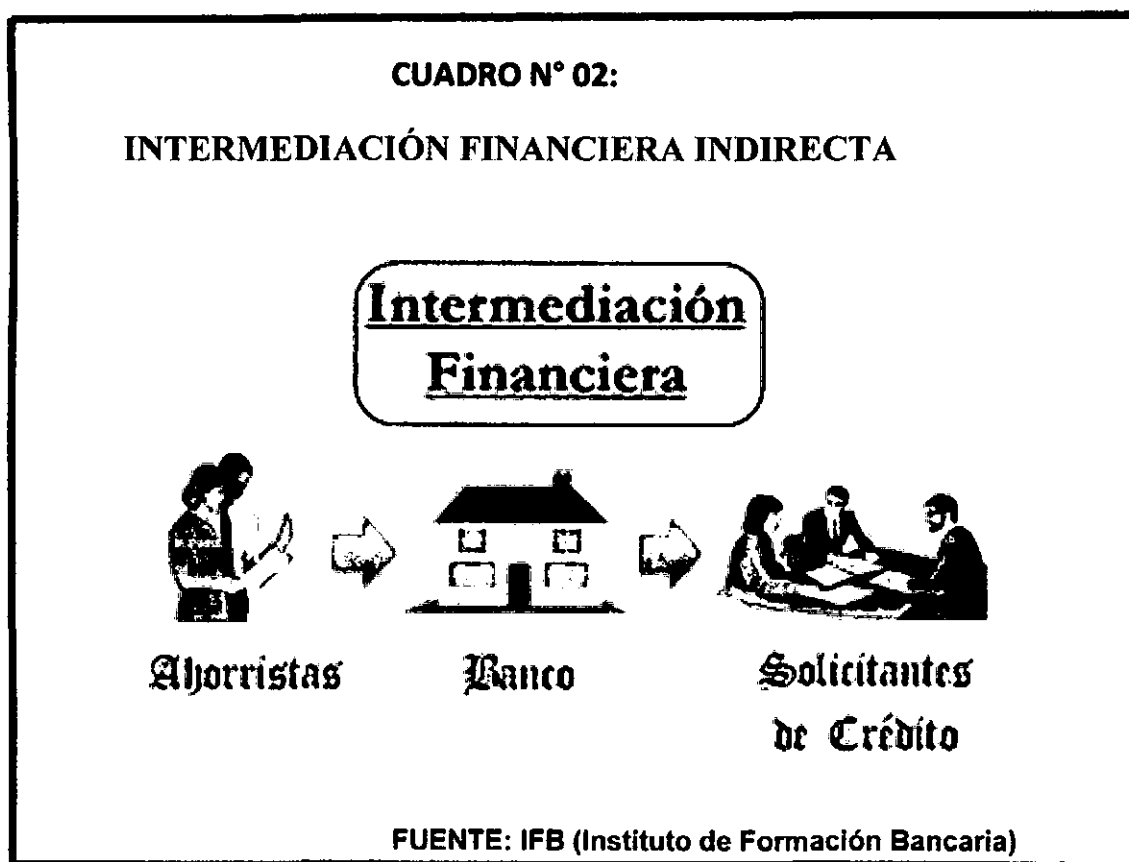 CUADRO N° 02:
INTERMEDIACIÓN FINANCIERA INDIRECTA
Intermediación
Financiera
Ahorristas
Banco
Solicitantes
de Crédito
FUENTE: IFB (Instituto de Formación Bancaria)